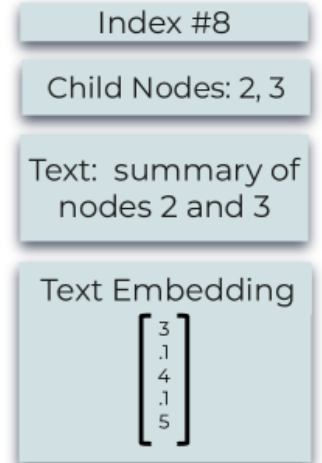 Index #8
Child Nodes: 2, 3
Text: summary of
nodes 2 and 3
Text Embedding
3
.1
4
.1
5